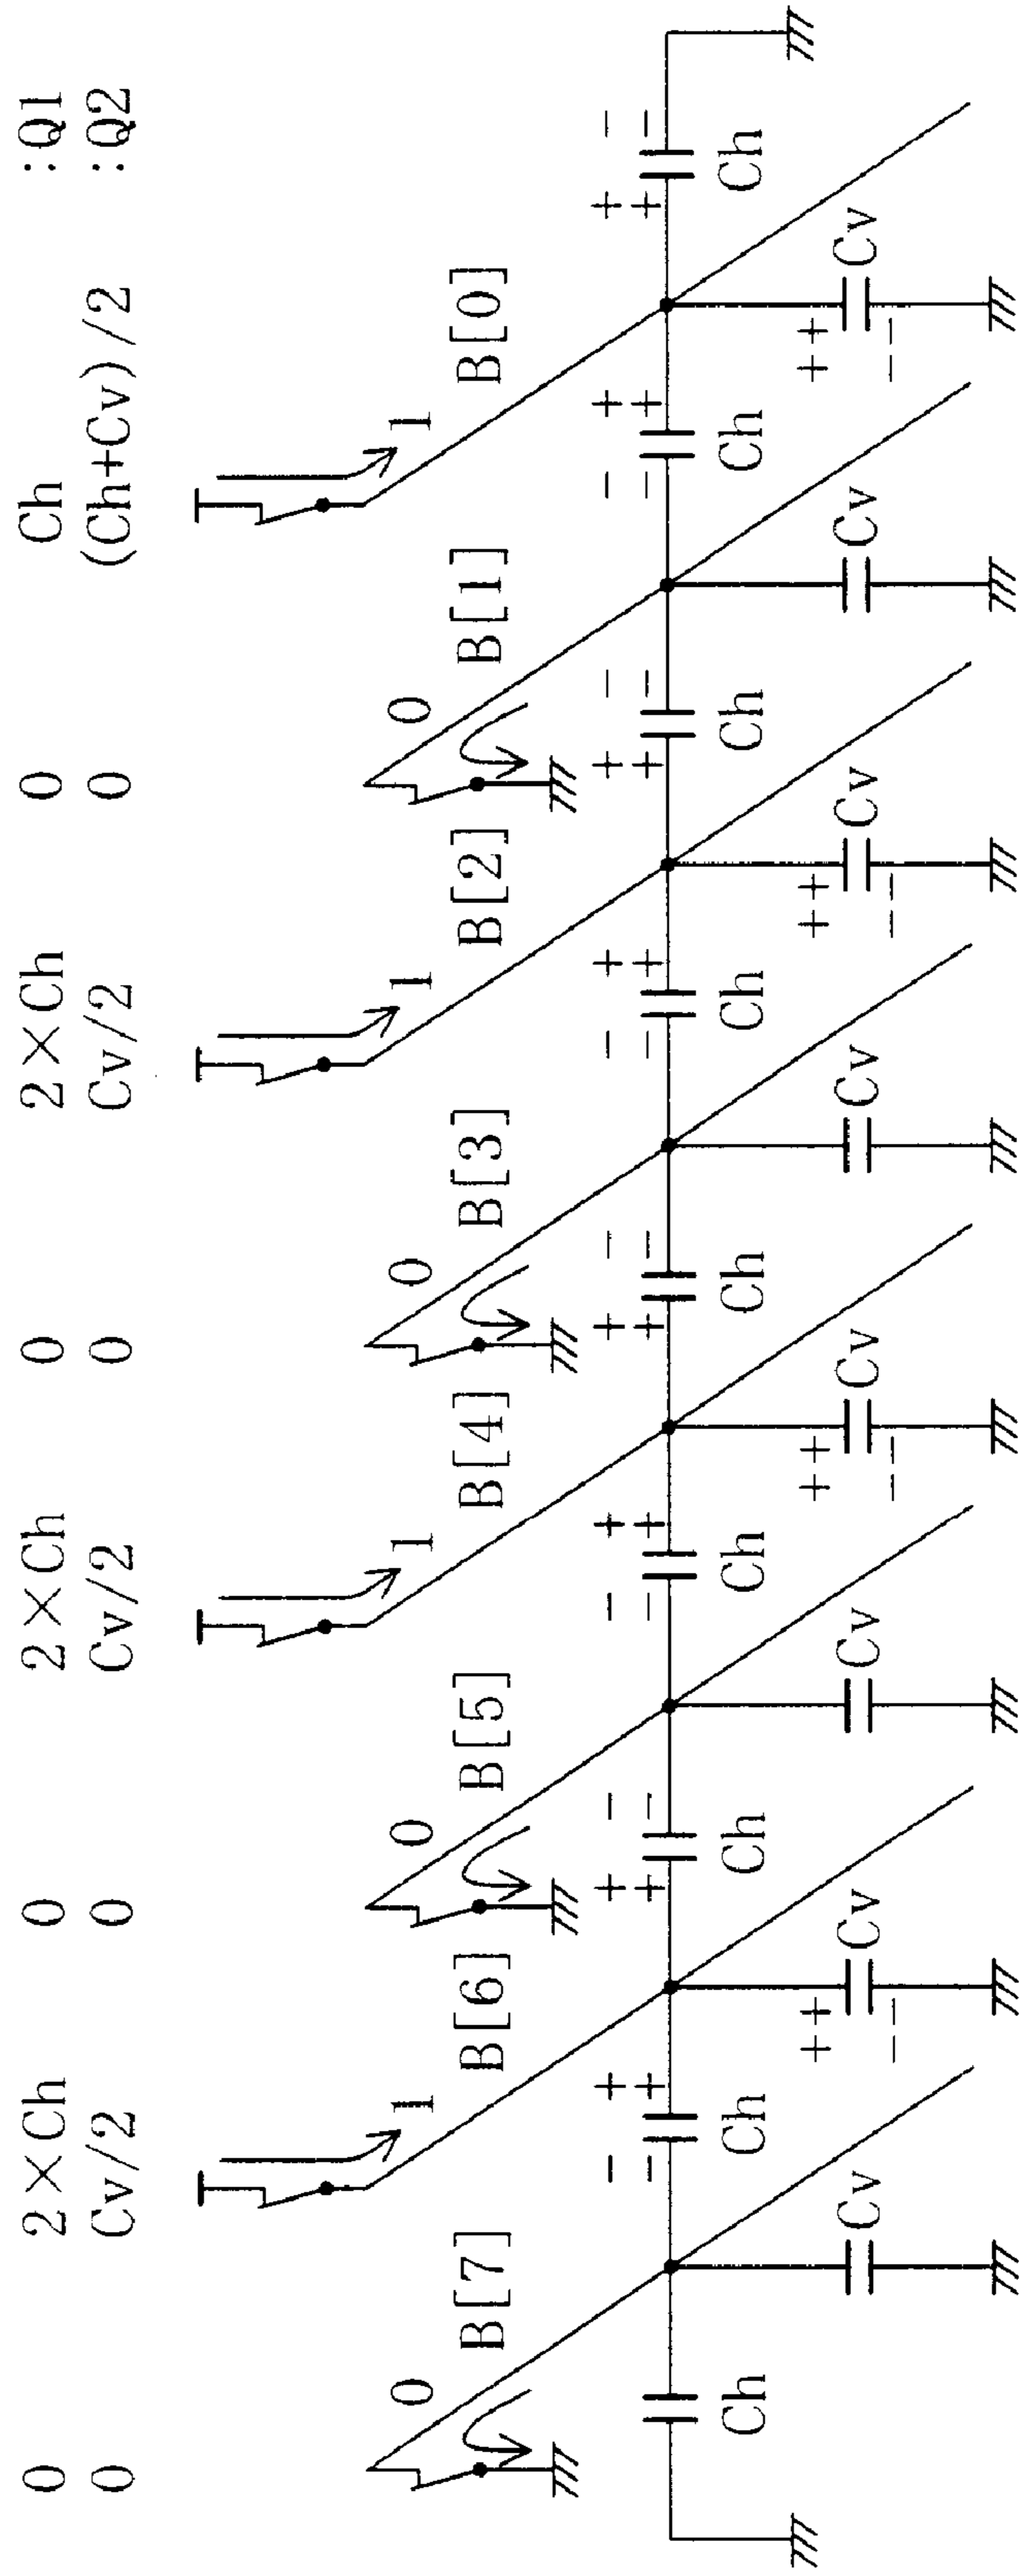 0 2×Ch 0 2×Ch 0 2×Ch 0 Ch :Q1
0 Cv/2 0 Cv/2 0 Cv/2 0 (Ch+Cv)/2 :Q2
0 1 0 1 0 1 0 1
B[7] B[6] B[5] B[4] B[3] B[2] B[1] B[0]
− + + − − + + − − + + − − + + −
− + + − − + + − − + + − − + + −
Ch Ch Ch Ch Ch Ch Ch Ch Ch
++ ++ ++ ++
Cv Cv Cv Cv Cv Cv Cv Cv
−− −− −− −−